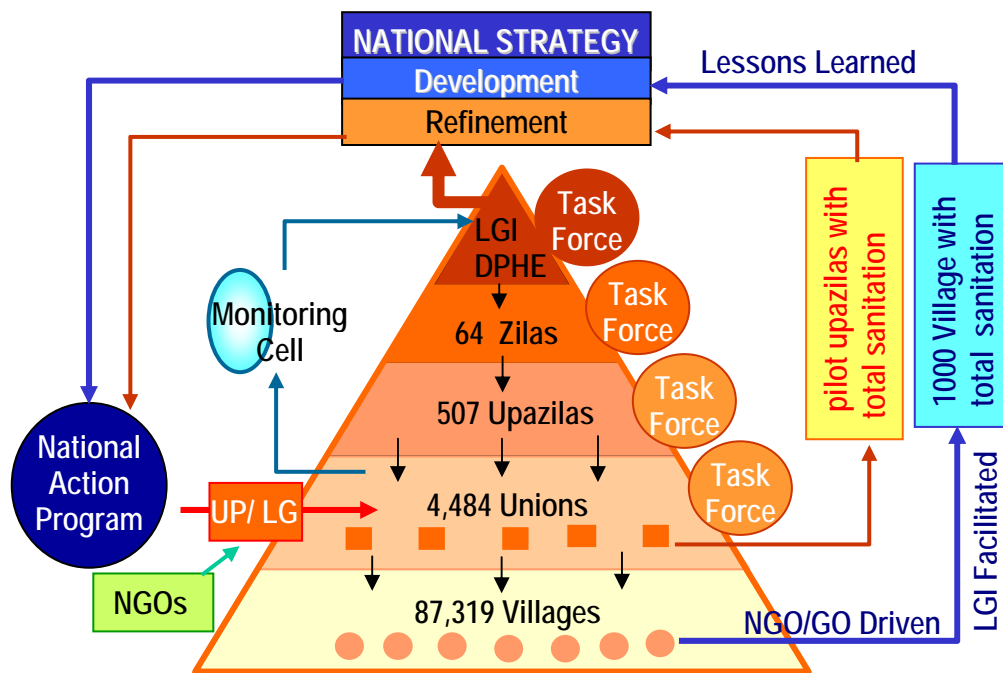 NATIONAL STRATEGY
Development
Refinement
Lessons Learned
Task
Force
LGI
DPHE
Task
Force
Monitoring
Cell
64 Zilas
Task
Force
507 Upazilas
Task
Force
4,484 Unions
National
Action
Program
UP/ LG
NGOs
87,319 Villages
NGO/GO Driven
pilot upazilas with
total sanitation
1000 Village with
total sanitation
LGI Facilitated